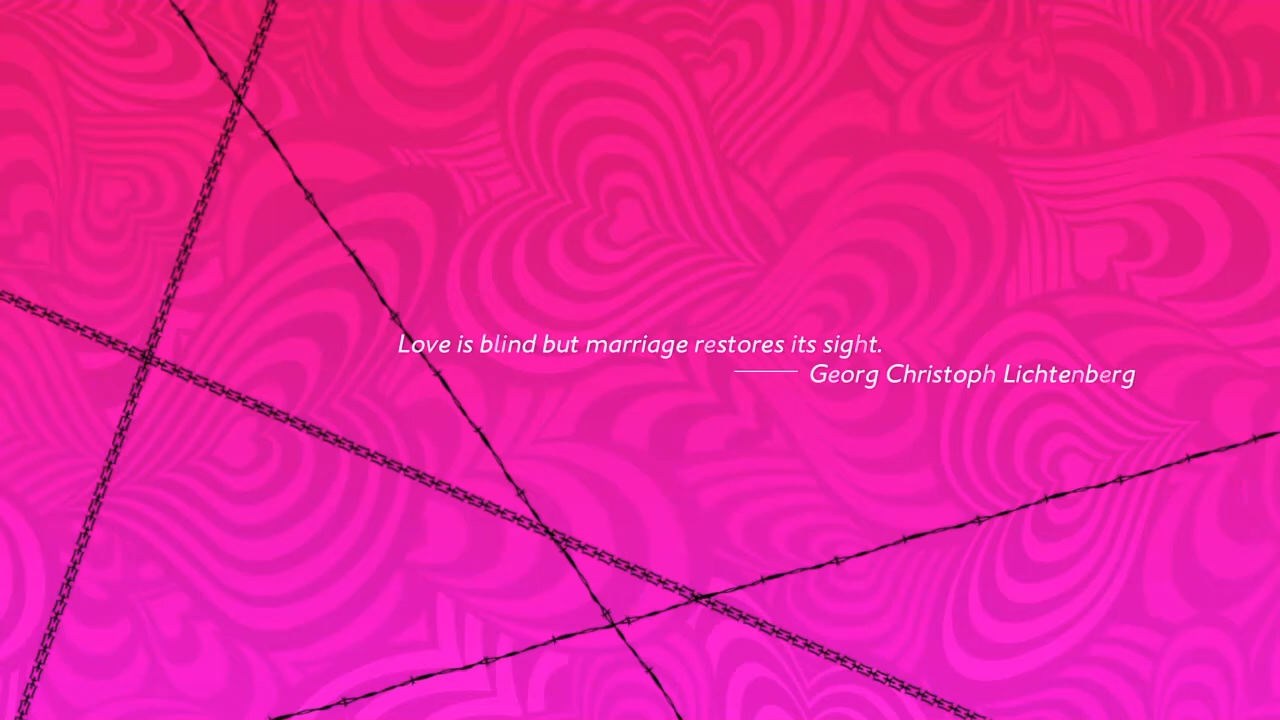 Love is blind but marriage restores its sight.
—— Georg Christoph Lichtenberg